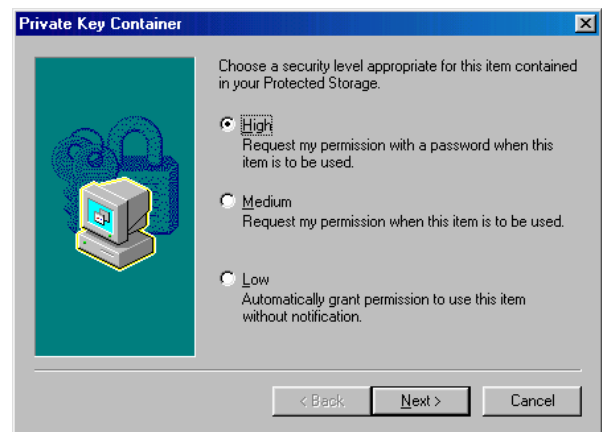 Private Key Container
Choose a security level appropriate for this item contained
in your Protected Storage.
High
Request my permission with a password when this
item is to be used.
Medium
Request my permission when this item is to be used.
Low
Automatically grant permission to use this item
without notification.
< Back
Next >
Cancel